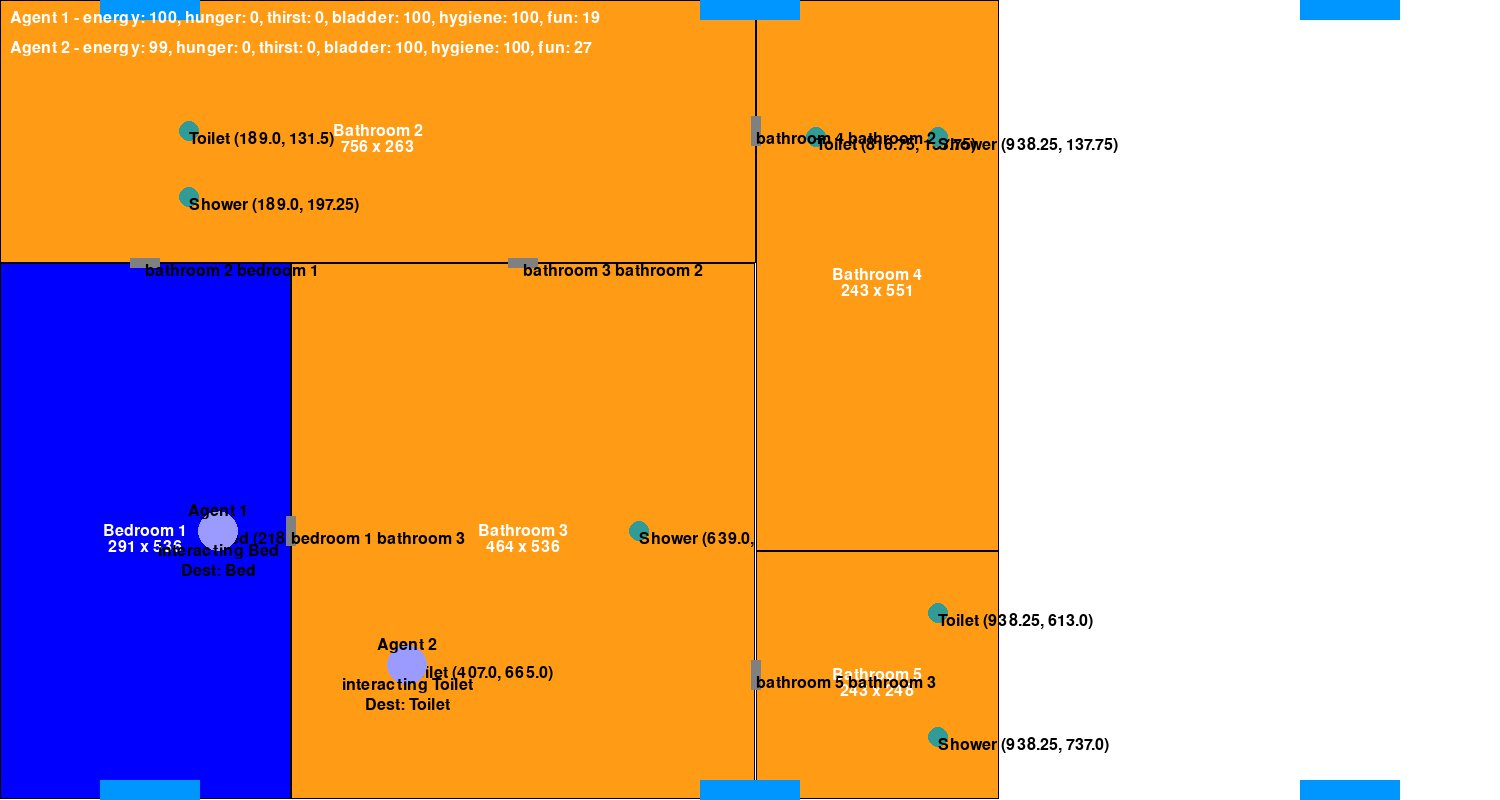 Agent 1 - energy: 100, hunger: 0, thirst: 0, bladder: 100, hygiene: 100, fun: 19
Agent 2 - energy: 99, hunger: 0, thirst: 0, bladder: 100, hygiene: 100, fun: 27
Toilet (189.0, 131.5)
Bathroom 2
756 x 263
bathroom 4 bathroom 2
Toilet (816.75, 137.75)
Shower (938.25, 137.75)
Shower (189.0, 197.25)
bathroom 2 bedroom 1
bathroom 3 bathroom 2
Bathroom 4
243 x 551
Agent 1
Bedroom 1
291 x 536
(218
bedroom 1 bathroom 3
Bathroom 3
464 x 536
Shower (639.0,
interacting Bed
Dest: Bed
Toilet (938.25, 613.0)
Agent 2
ilet (407.0, 665.0)
interacting Toilet
Dest: Toilet
Bathroom 5
243 x 248
bathroom 5 bathroom 3
Shower (938.25, 737.0)